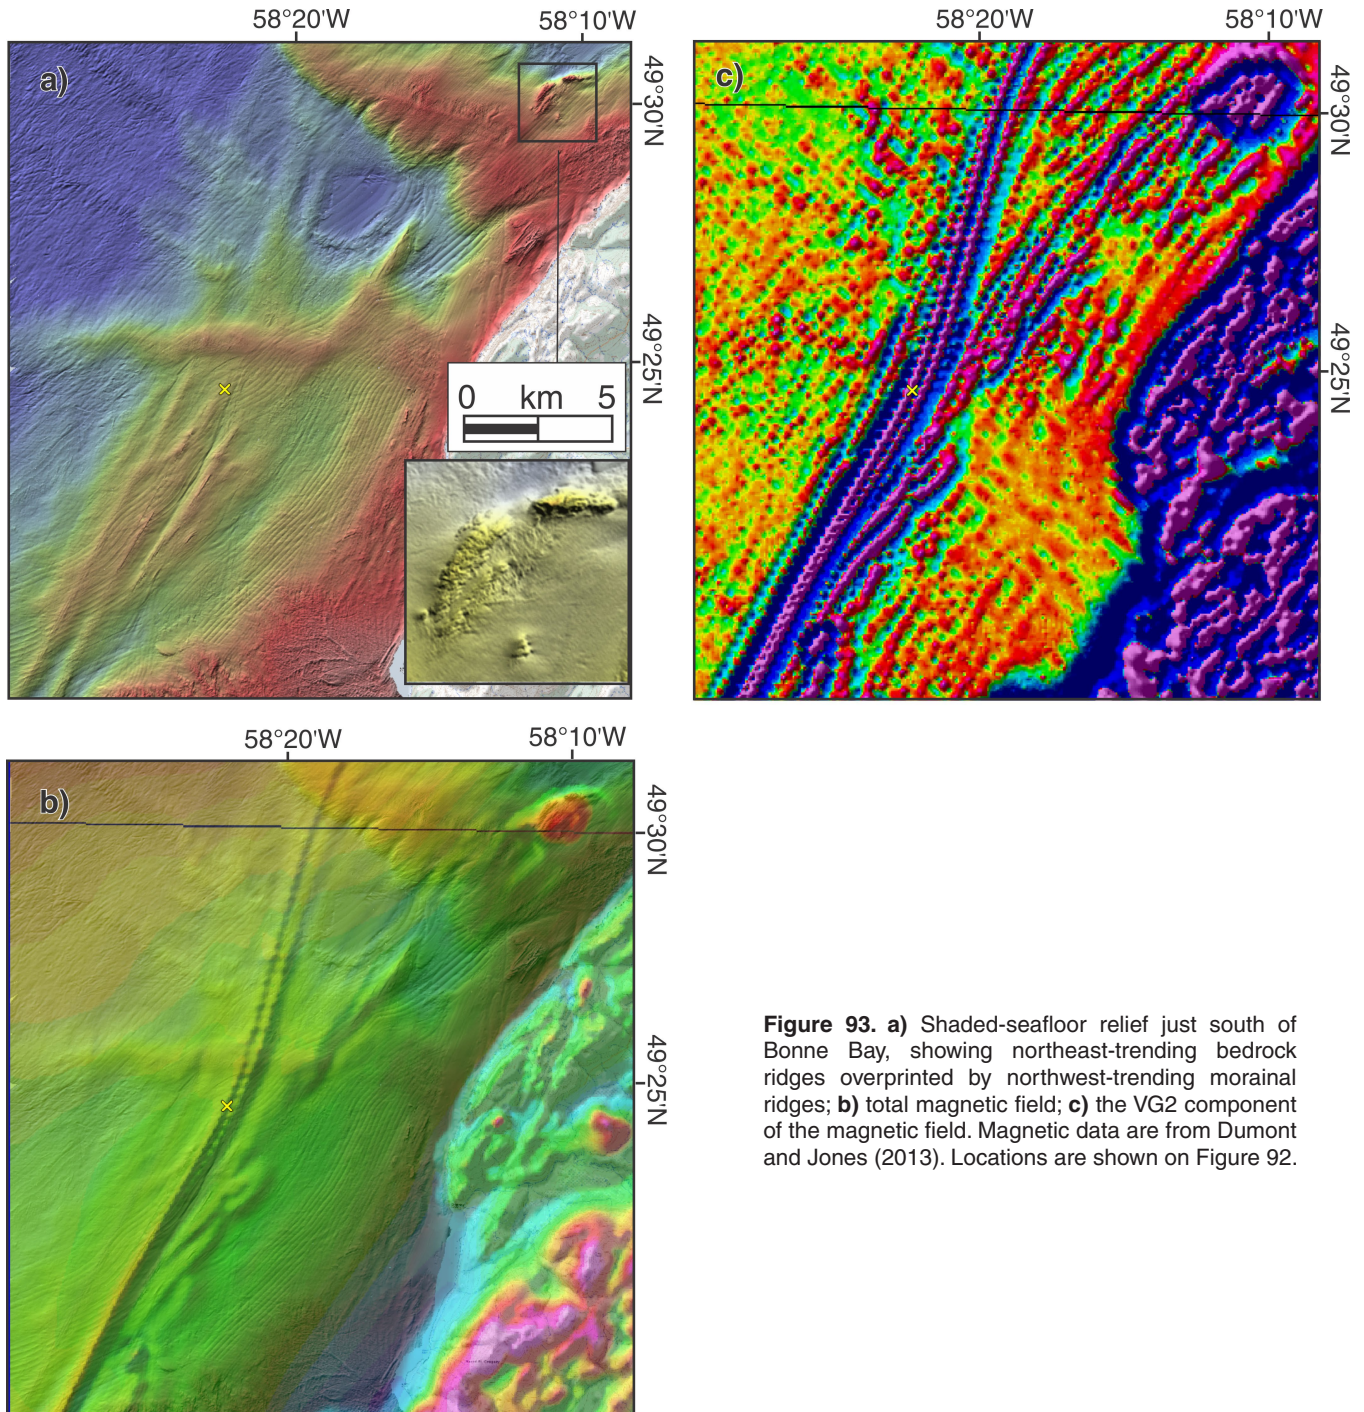 58°20'W 58°10'W
a)
49°30'N
49°25'N
0 km 5
58°20'W 58°10'W
c)
49°30'N
49°25'N
58°20'W 58°10'W
b)
49°30'N
49°25'N
Figure 93. a) Shaded-seafloor relief just south of
Bonne Bay, showing northeast-trending bedrock
ridges overprinted by northwest-trending morainal
ridges; b) total magnetic field; c) the VG2 component
of the magnetic field. Magnetic data are from Dumont
and Jones (2013). Locations are shown on Figure 92.